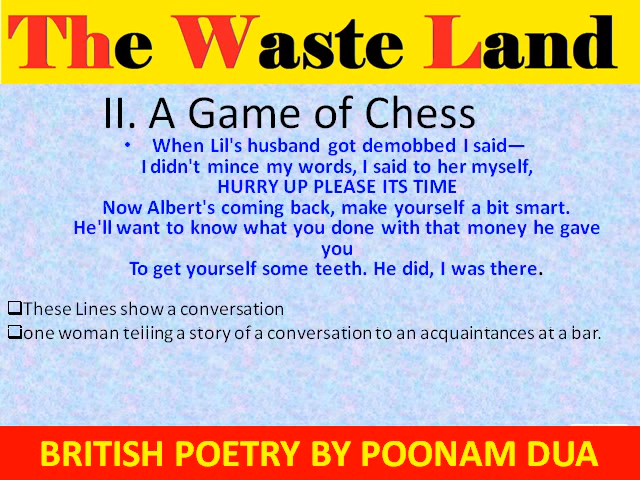 The Waste Land
II. A Game of Chess
• When Lil's husband got demobbed I said—
I didn't mince my words, I said to her myself,
HURRY UP PLEASE ITS TIME
Now Albert's coming back, make yourself a bit smart.
He'll want to know what you done with that money he gave
you
To get yourself some teeth. He did, I was there.
❑These Lines show a conversation
❑one woman telling a story of a conversation to an acquaintances at a bar.
BRITISH POETRY BY POONAM DUA